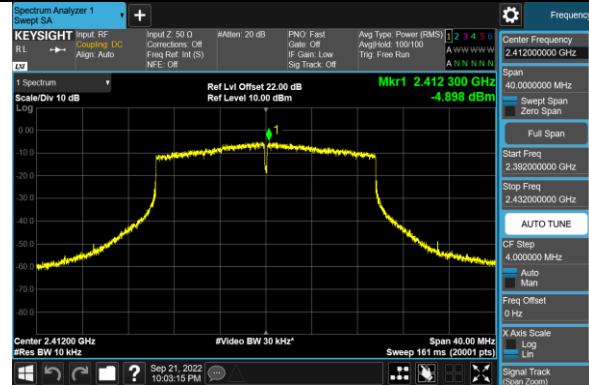 Spectrum Analyzer 1
Swept SA
Frequency
KEYSIGHT
RL
LXI
Input: RF
Coupling: DC
Align: Auto
Input Z: 50 Ω
Corrections: Off
Freq Ref: Int (S)
NFE: Off
#Atten: 20 dB
PNO: Fast
Gate: Off
IF Gain: Low
Sig Track: Off
Avg Type: Power (RMS)
Avg|Hold: 100/100
Trig: Free Run
1 2 3 4 5 6
A W W W W W
A N N N N N
1 Spectrum
Scale/Div 10 dB
Log
Ref Lvl Offset 22.00 dB
Ref Level 10.00 dBm
Mkr1 2.412 300 GHz
-4.898 dBm
1
0.00
-10.0
-20.0
-30.0
-40.0
-50.0
-60.0
-70.0
-80.0
Center 2.41200 GHz
#Res BW 10 kHz
#Video BW 30 kHz*
Span 40.00 MHz
Sweep 161 ms (20001 pts)
Center Frequency
2.412000000 GHz
Span
40.0000000 MHz
Swept Span
Zero Span
Full Span
Start Freq
2.392000000 GHz
Stop Freq
2.432000000 GHz
AUTO TUNE
CF Step
4.000000 MHz
Auto
Man
Freq Offset
0 Hz
X Axis Scale
Log
Lin
Signal Track
(Span Zoom)
?
Sep 21, 2022
10:03:15 PM